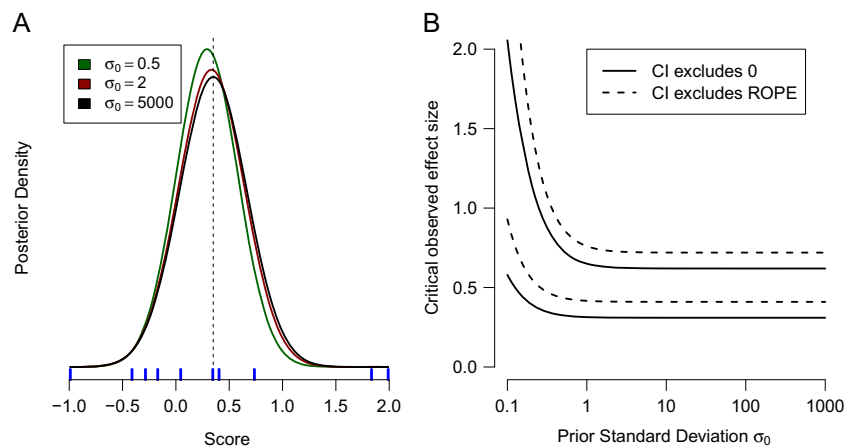 A
σ0 = 0.5
σ0 = 2
σ0 = 5000
Posterior Density
−1.0 −0.5 0.0 0.5 1.0 1.5 2.0
Score
B
CI excludes 0
CI excludes ROPE
Critical observed effect size
2.0
1.5
1.0
0.5
0.0
0.1 1 10 100 1000
Prior Standard Deviation σ0